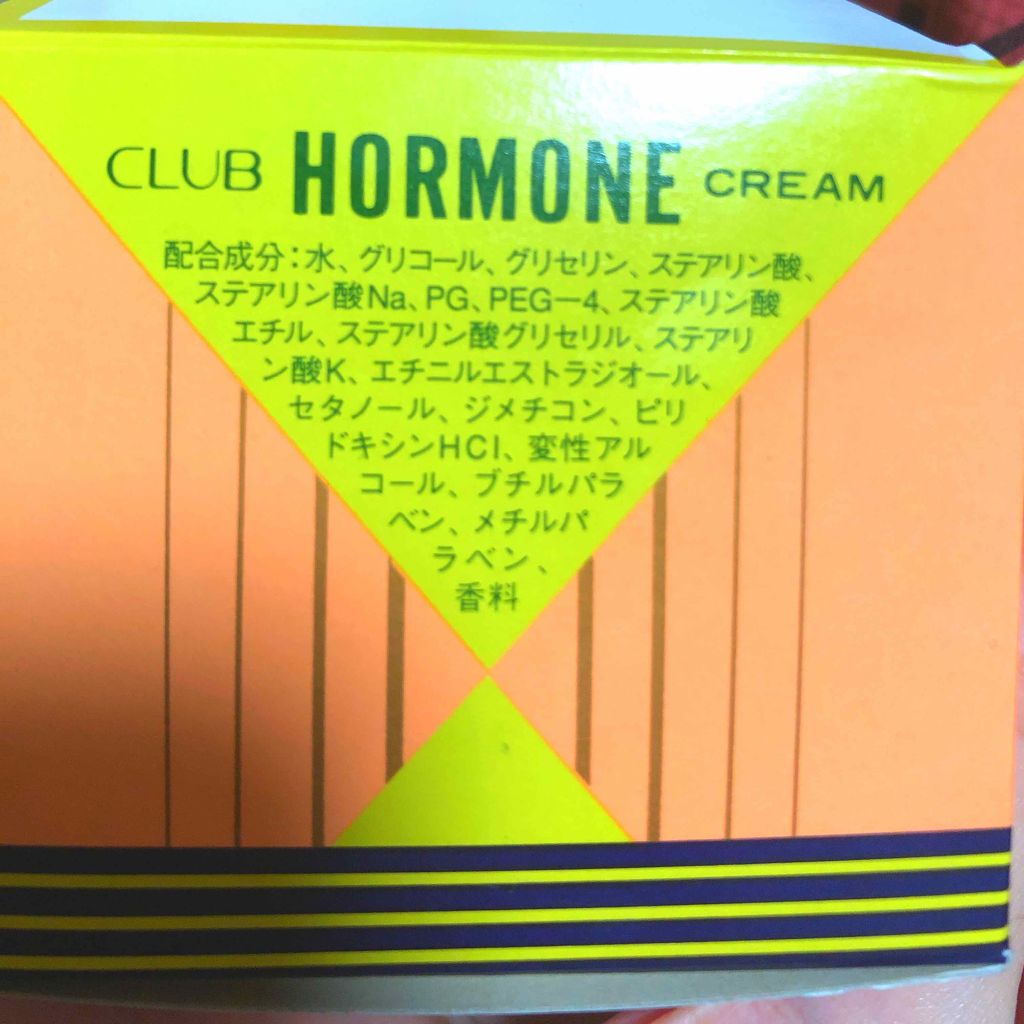 CLUB HORMONE CREAM
配合成分:水、グリコール、グリセリン、ステアリン酸、
ステアリン酸Na、PG、PEGー4、ステアリン酸
エチル、ステアリン酸グリセリル、ステアリ
ン酸K、エチニルエストラジオール、
セタノール、ジメチコン、ピリ
ドキシンHCl、変性アル
コール、ブチルパラ
ベン、メチルパ
ラベン、
香料